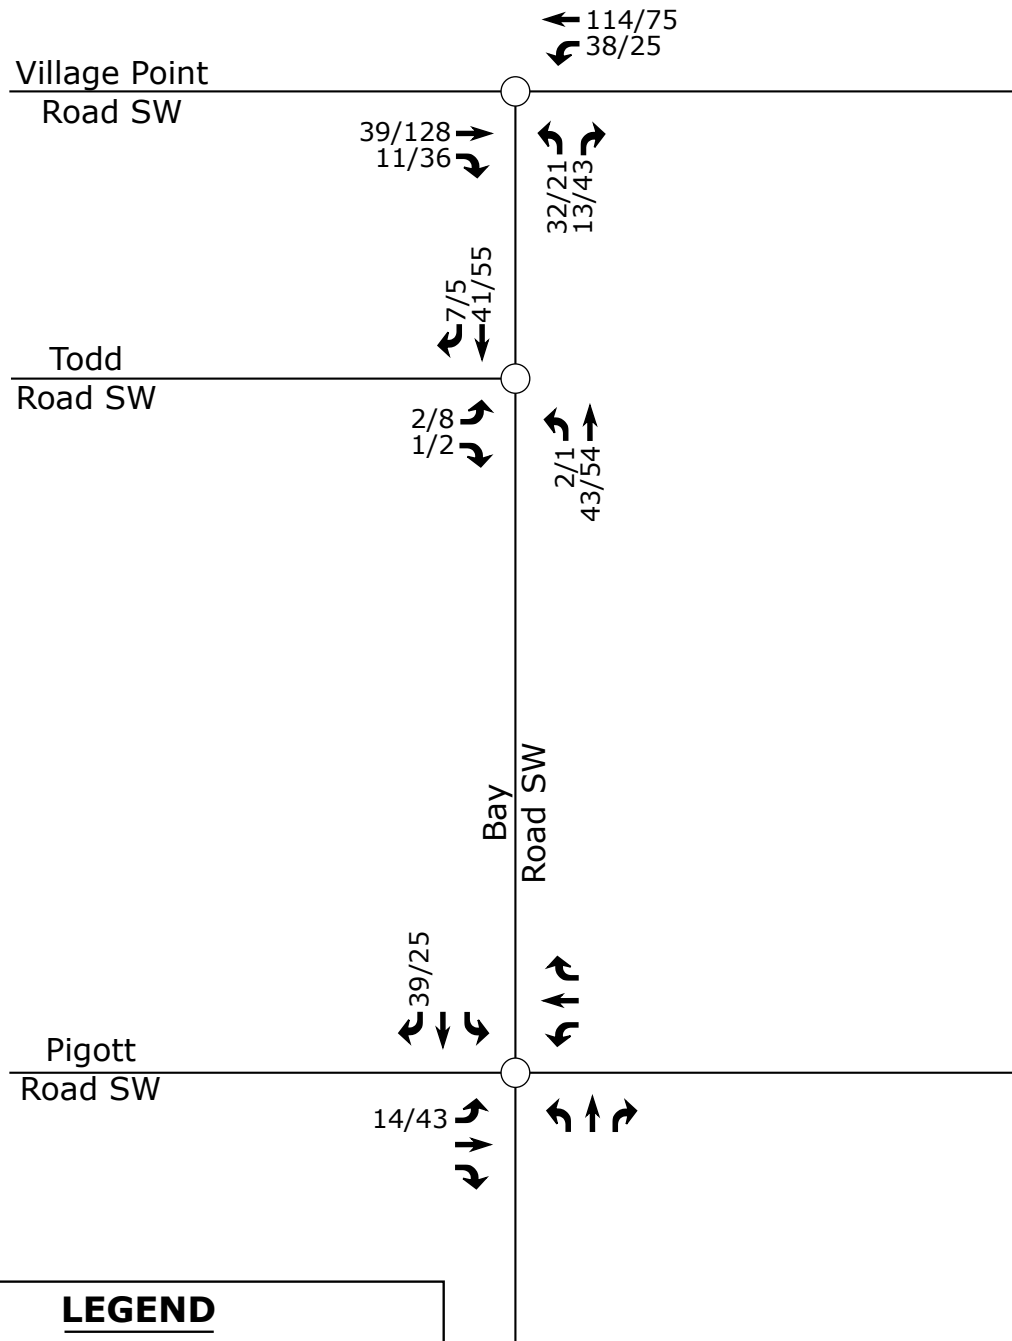 114/75
38/25
Village Point
Road SW
39/128
11/36
32/21
13/43
7/5
41/55
Todd
Road SW
2/8
1/2
2/1
43/54
Bay
Road SW
39/25
Pigott
Road SW
14/43
LEGEND